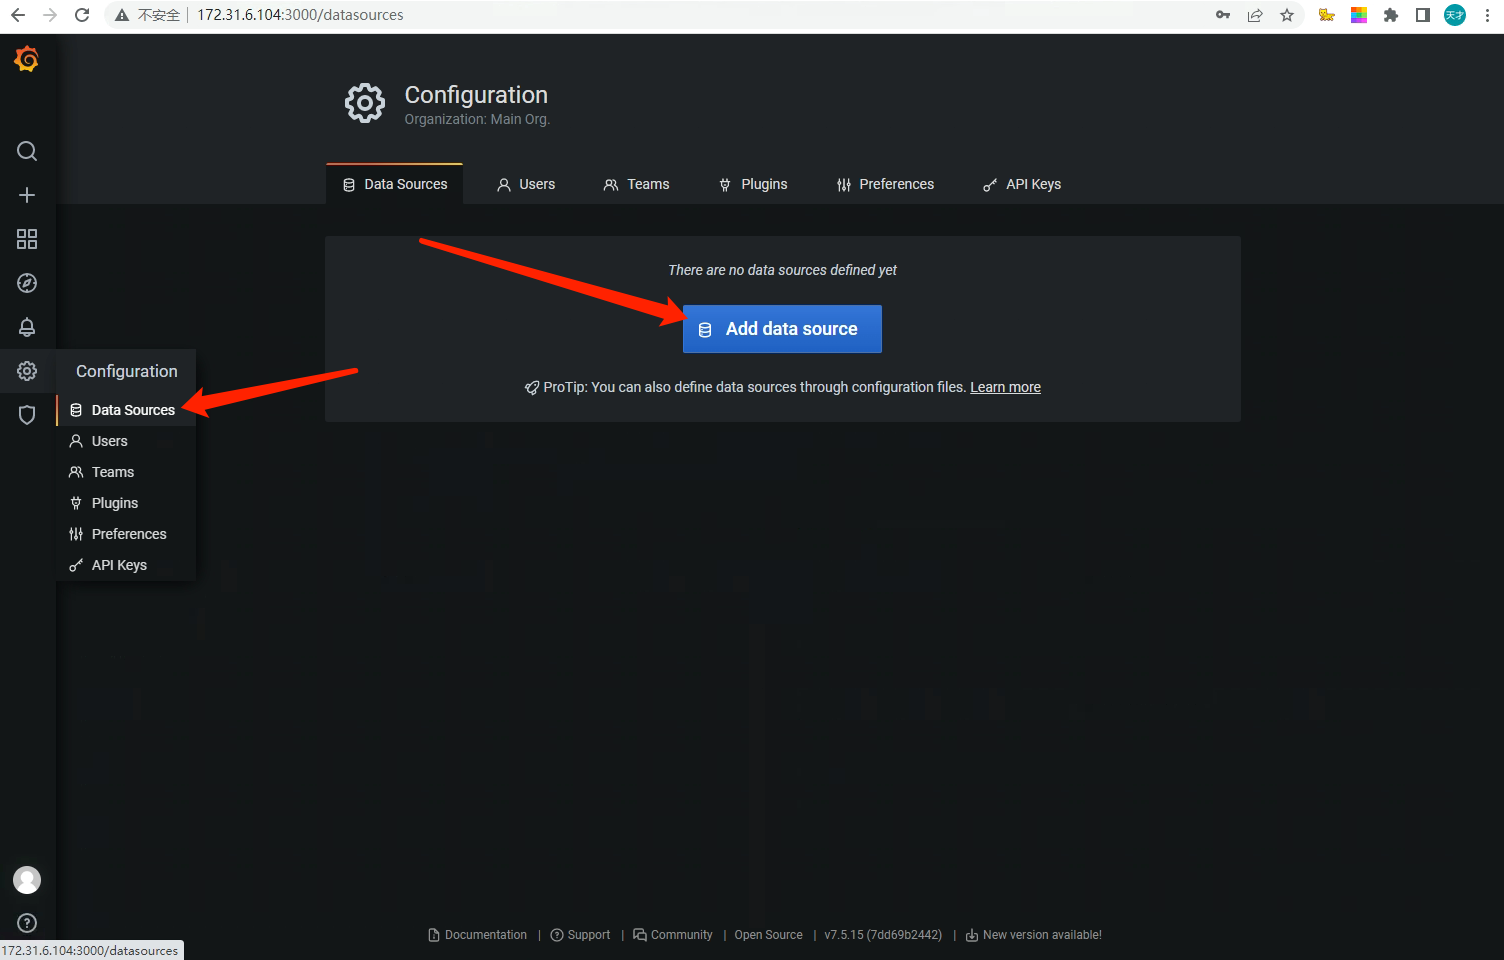 不安全 172.31.6.104:3000/datasources
天才
Configuration
Organization: Main Org.
Data Sources Users Teams Plugins Preferences API Keys
There are no data sources defined yet
Add data source
ProTip: You can also define data sources through configuration files. Learn more
Configuration
Data Sources
Users
Teams
Plugins
Preferences
API Keys
Documentation | Support | Community | Open Source | v7.5.15 (7dd69b2442) | New version available!
172.31.6.104:3000/datasources